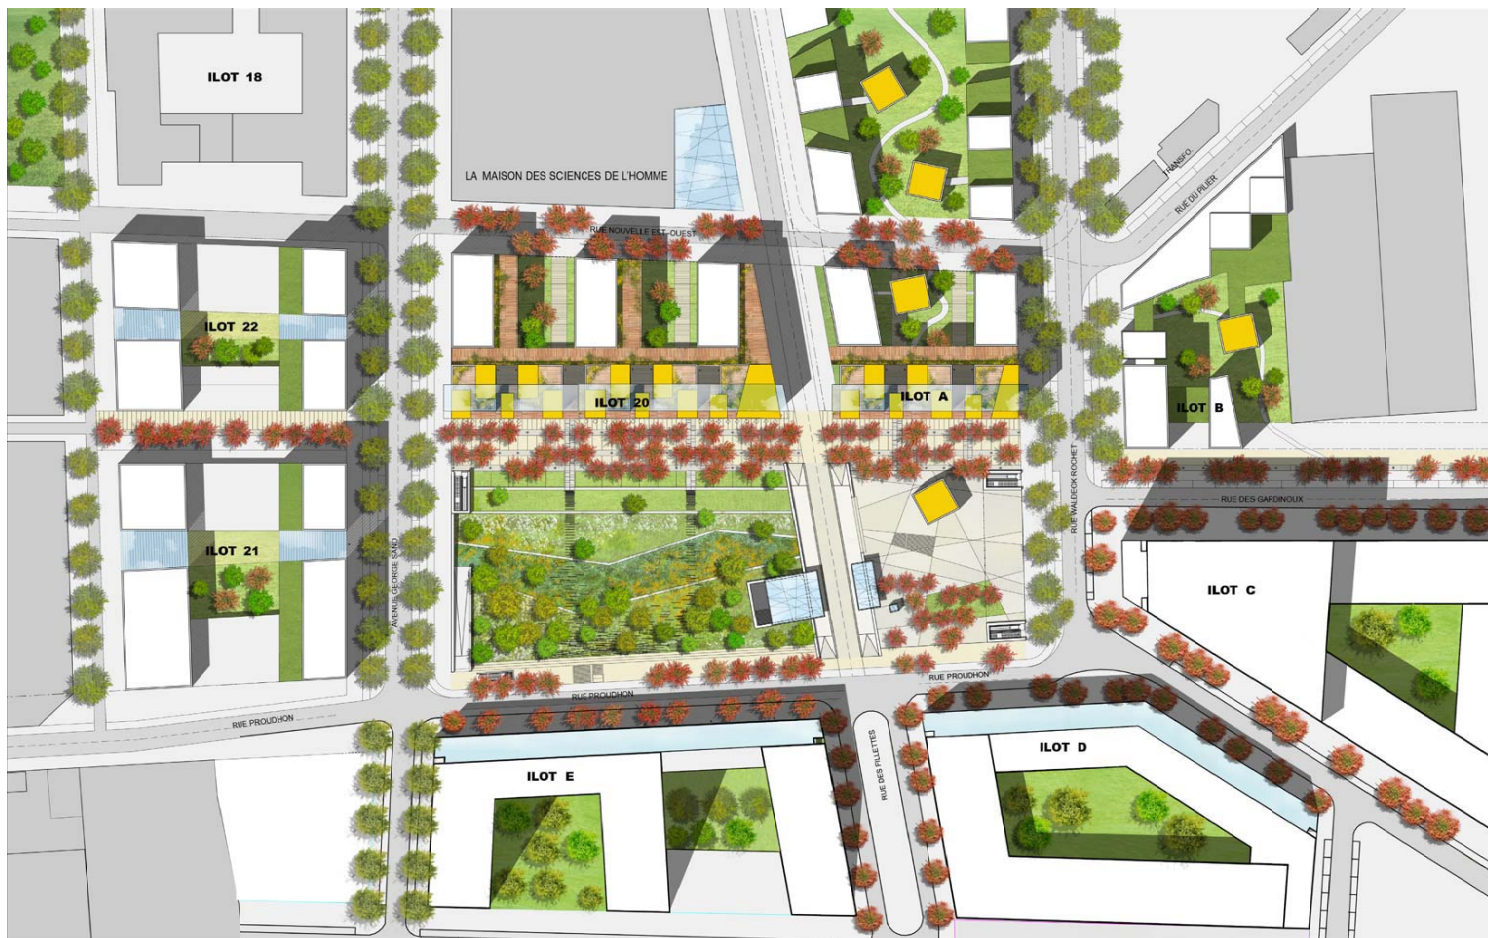 ILOT 18
LA MAISON DES SCIENCES DE L'HOMME
TRANSFO.
RUE DU PILIER
RUE NOUVELLE EST_OUEST
ILOT 22
ILOT 20
ILOT A
ILOT B
RUE WALDECK ROCHET
RUE DES GARDINOUX
ILOT 21
AVENUE GEORGE SAND
ILOT C
RUE PROUDHON
RUE PROUDHON
RUE PROUDHON
ILOT E
RUE DES FILLETTES
ILOT D